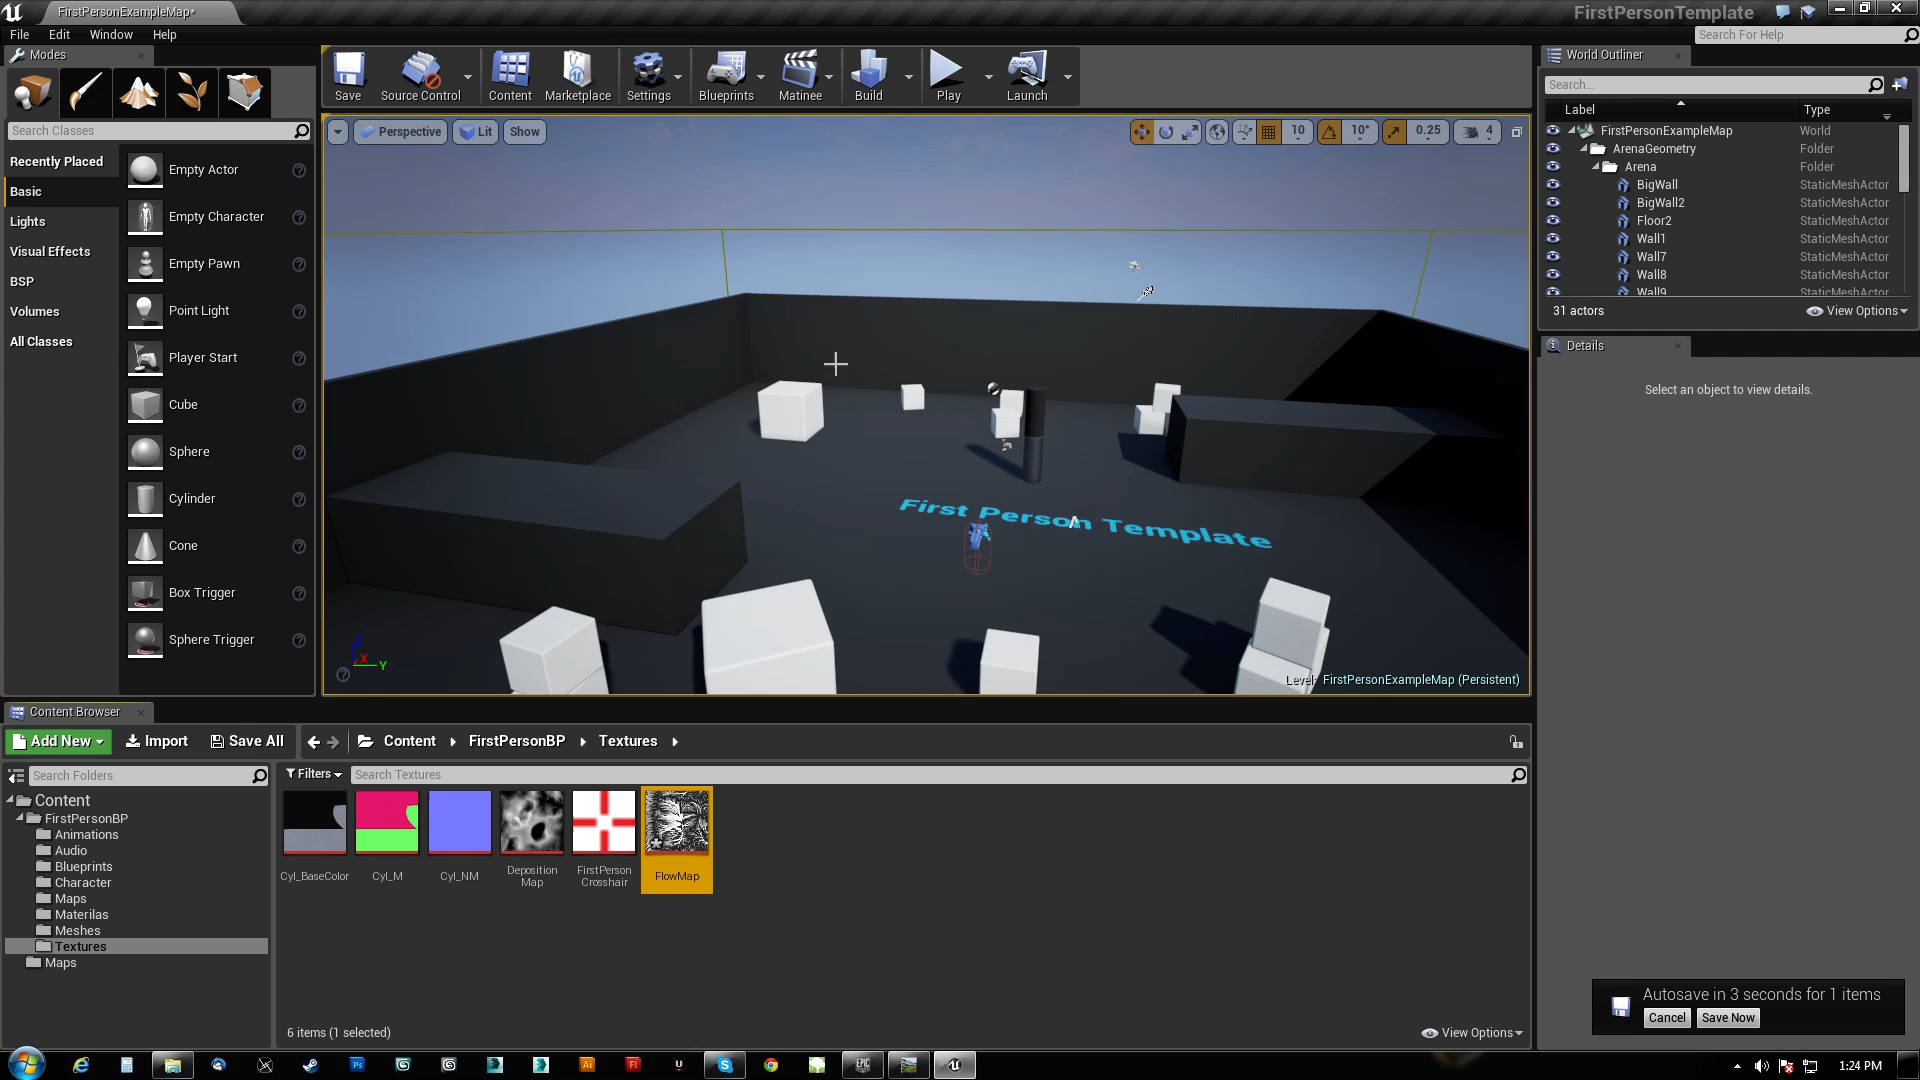 FirstPersonExampleMap*
FirstPersonTemplate
File Edit Window Help
Search For Help
Modes
Search Classes
Recently Placed
Basic
Lights
Visual Effects
BSP
Volumes
All Classes
Empty Actor
Empty Character
Empty Pawn
Point Light
Player Start
Cube
Sphere
Cylinder
Cone
Box Trigger
Sphere Trigger
Save Source Control Content Marketplace Settings Blueprints Matinee Build Play Launch
Perspective Lit Show
10 10° 0.25 4
First Person Template
Z X Y
Level: FirstPersonExampleMap (Persistent)
World Outliner
Search...
Label Type
FirstPersonExampleMap World
ArenaGeometry Folder
Arena Folder
BigWall StaticMeshActor
BigWall2 StaticMeshActor
Floor2 StaticMeshActor
Wall1 StaticMeshActor
Wall7 StaticMeshActor
Wall8 StaticMeshActor
Wall9 StaticMeshActor
31 actors View Options
Details
Select an object to view details.
Content Browser
Add New Import Save All Content FirstPersonBP Textures
Search Folders
Content
FirstPersonBP
Animations
Audio
Blueprints
Character
Maps
Materilas
Meshes
Textures
Maps
Filters Search Textures
Cyl_BaseColor
Cyl_M
Cyl_NM
Deposition
Map
FirstPerson
Crosshair
FlowMap
6 items (1 selected)
View Options
Autosave in 3 seconds for 1 items
Cancel Save Now
Ps Ai Fl U S EPIC
1:24 PM